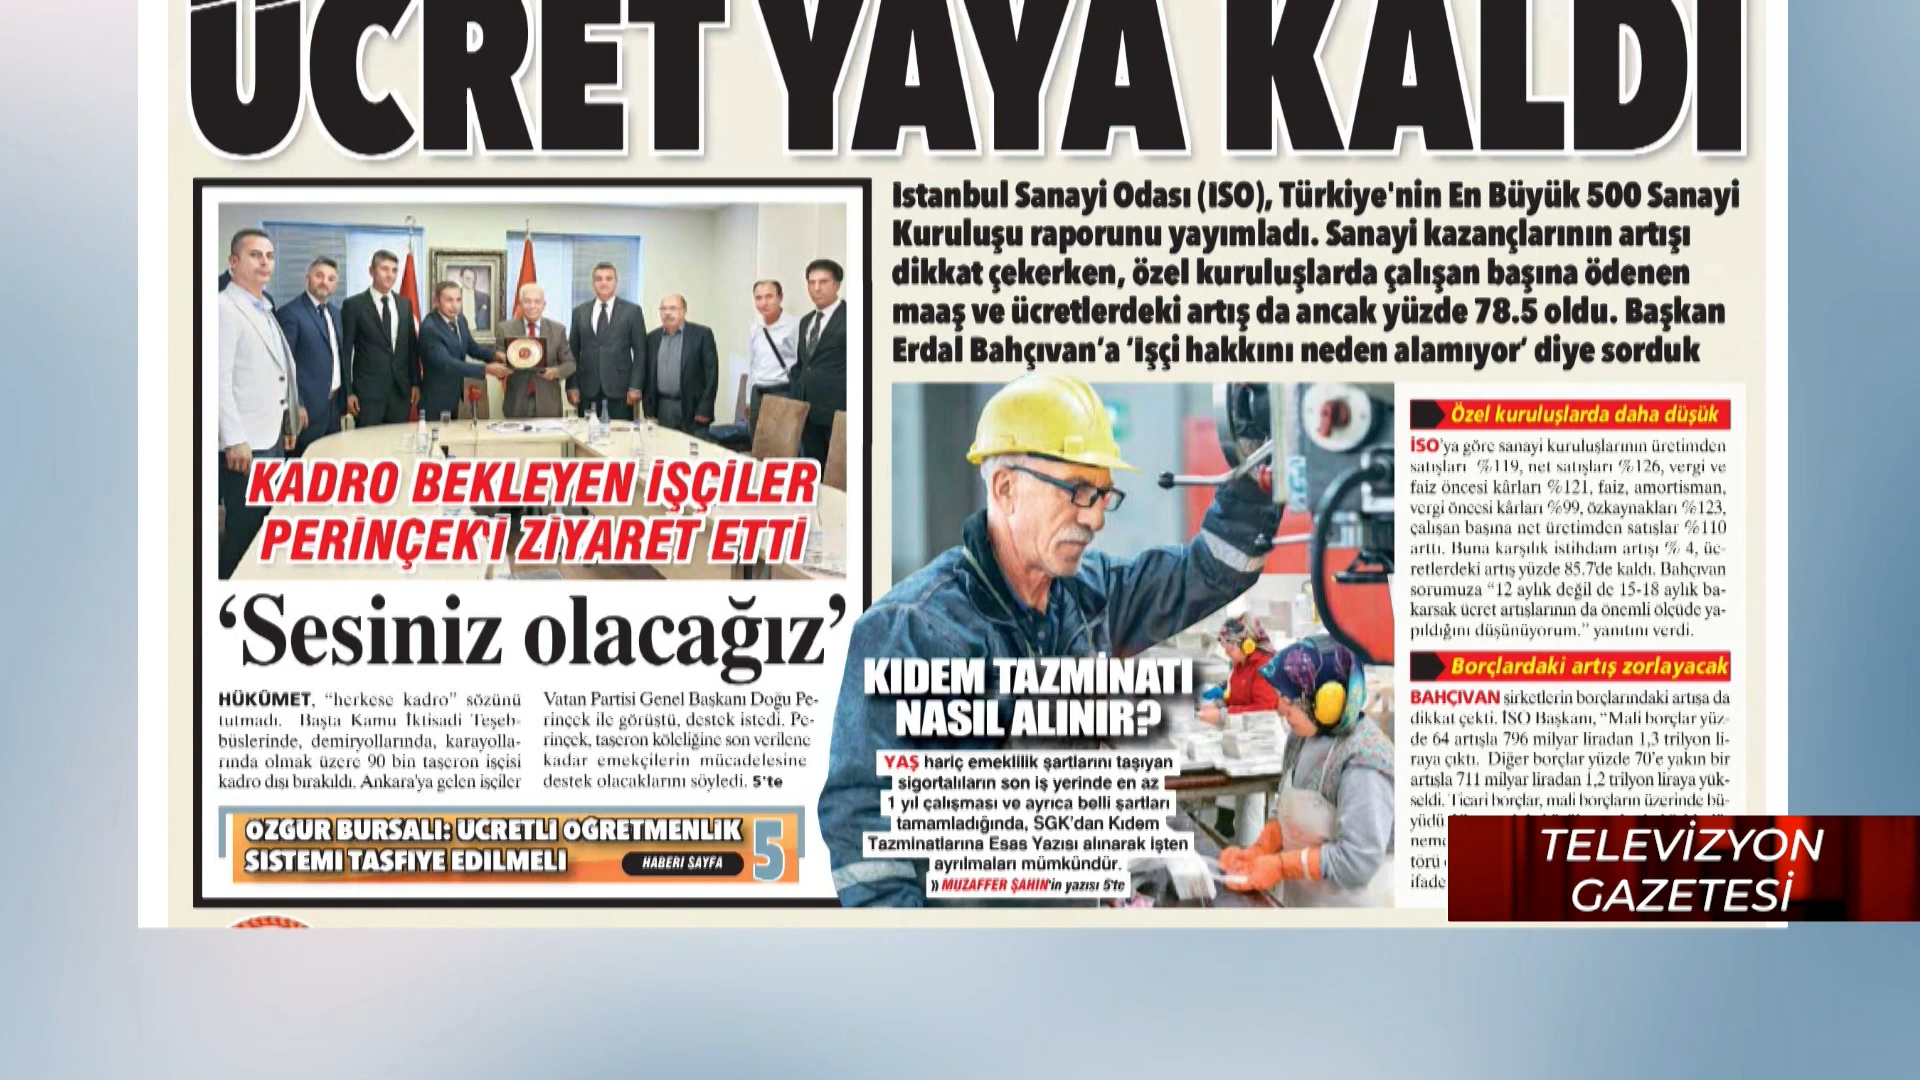 ÜCRET YAYA KALDI
Istanbul Sanayi Odası (ISO), Türkiye'nin En Büyük 500 Sanayi
Kuruluşu raporunu yayımladı. Sanayi kazançlarının artışı
dikkat çekerken, özel kuruluşlarda çalışan başına ödenen
maaş ve ücretlerdeki artış da ancak yüzde 78.5 oldu. Başkan
Erdal Bahçıvan'a 'Işçi hakkını neden alamıyor' diye sorduk
KADRO BEKLEYEN İŞÇİLER
PERİNÇEK'İ ZİYARET ETTİ
'Sesiniz olacağız'
HÜKÜMET, "herkese kadro" sözünü
tutmadı. Başta Kamu İktisadi Teşeb-
büslerinde, demiryollarında, karayolla-
rında olmak üzere 90 bin taşeron işçisi
kadro dışı bırakıldı. Ankara'ya gelen işçiler
Vatan Partisi Genel Başkanı Doğu Pe-
rinçek ile görüştü, destek istedi. Pe-
rinçek, taşeron köleliğine son verilene
kadar emekçilerin mücadelesine
destek olacaklarını söyledi. 5'te
OZGUR BURSALI: UCRETLI OĞRETMENLIK
SISTEMI TASFIYE EDILMELI
HABERİ SAYFA
5
KIDEM TAZMİNATI
NASIL ALINIR?
YAŞ hariç emeklilik şartlarını taşıyan
sigortalıların son iş yerinde en az
1 yıl çalışması ve ayrıca belli şartları
tamamladığında, SGK'dan Kıdem
Tazminatlarına Esas Yazısı alınarak işten
ayrılmaları mümkündür.
)) MUZAFFER ŞAHIN'in yazısı 5'te
Özel kuruluşlarda daha düşük
İSO'ya göre sanayi kuruluşlarının üretimden
satışları %119, net satışları %126, vergi ve
faiz öncesi kârları %121, faiz, amortisman,
vergi öncesi kârları %99, özkaynakları %123,
çalışan başına net üretimden satışlar %110
arttı. Buna karşılık istihdam artışı % 4, üc-
retlerdeki artış yüzde 85.7'de kaldı. Bahçıvan
sorumuza "12 aylık değil de 15-18 aylık ba-
karsak ücret artışlarının da önemli ölçüde ya-
pıldığını düşünüyorum." yanıtını verdi.
Borçlardaki artış zorlayacak
BAHÇIVAN şirketlerin borçlarındaki artışa da
dikkat çekti. İSO Başkanı, "Mali borçlar yüz-
de 64 artışla 796 milyar liradan 1,3 trilyon li-
raya çıktı. Diğer borçlar yüzde 70'e yakın bir
artışla 711 milyar liradan 1,2 trilyon liraya yük-
seldi. Ticari borçlar, mali borçların üzerinde bü-
yüdü
ifade
TELEVİZYON
GAZETESİ